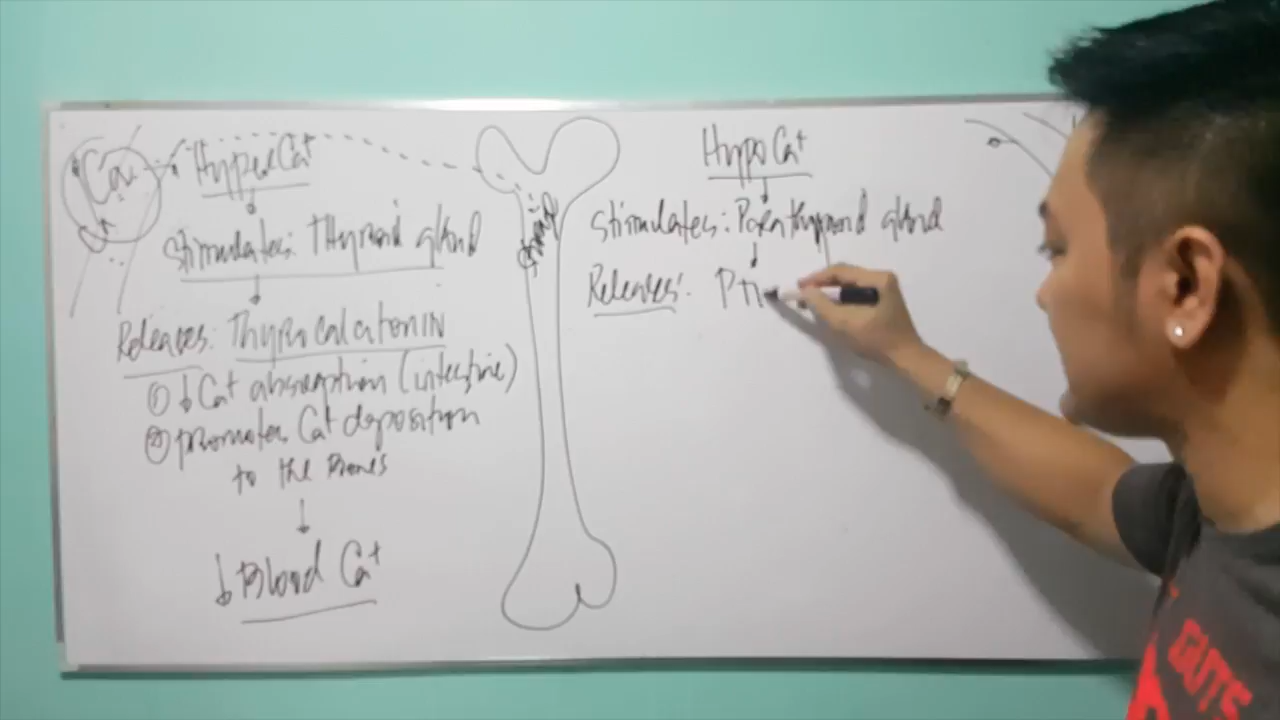 Ca
HyperCa+
Stimulates: Thyroid gland
Releases: Thyrocalcitonin
① ↓ Ca+ absorption (intestine)
② promotes Ca+ deposition
to the Bones
↓ Blood Ca+
HypoCa+
Stimulates: Parathyroid gland
Releases: PTH
GUTS